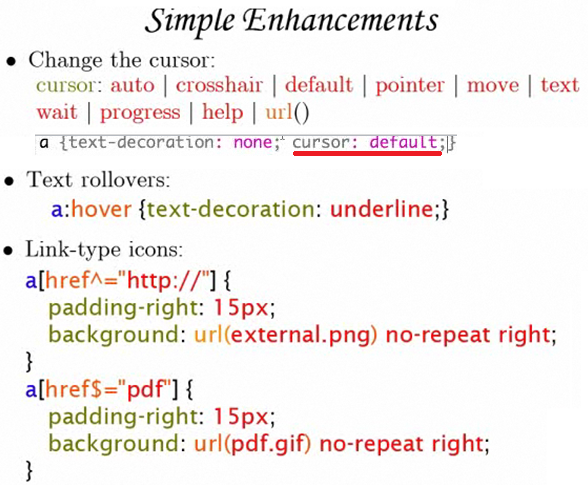 Simple Enhancements
• Change the cursor:
cursor: auto | crosshair | default | pointer | move | text
wait | progress | help | url()
a {text-decoration: none; cursor: default;}
• Text rollovers:
a:hover {text-decoration: underline;}
• Link-type icons:
a[href^="http://"] {
padding-right: 15px;
background: url(external.png) no-repeat right;
}
a[href$="pdf"] {
padding-right: 15px;
background: url(pdf.gif) no-repeat right;
}